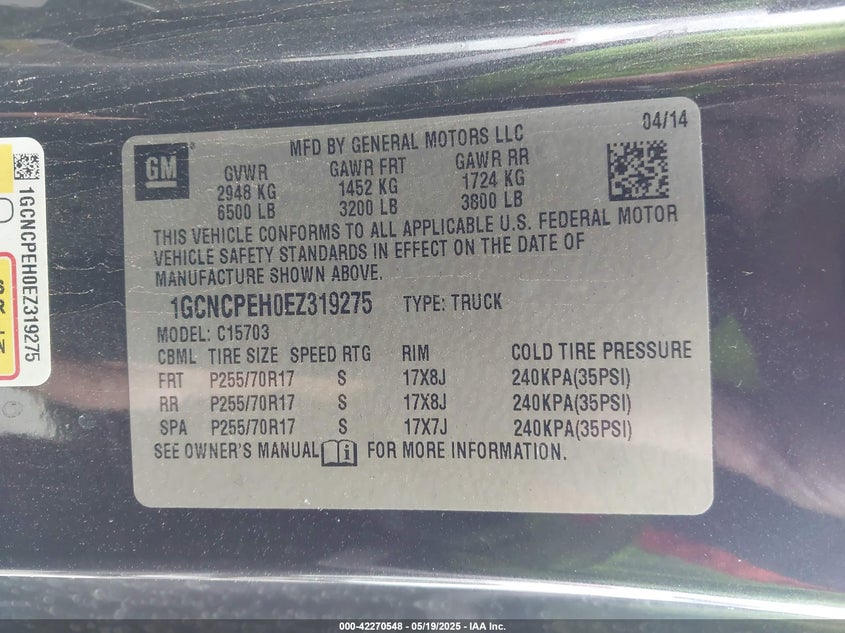 04/14
GM
®
MFD BY GENERAL MOTORS LLC
GVWR GAWR FRT GAWR RR
2948 KG 1452 KG 1724 KG
6500 LB 3200 LB 3800 LB
THIS VEHICLE CONFORMS TO ALL APPLICABLE U.S. FEDERAL MOTOR
VEHICLE SAFETY STANDARDS IN EFFECT ON THE DATE OF
MANUFACTURE SHOWN ABOVE.
1GCNCPEH0EZ319275 TYPE: TRUCK
MODEL: C15703
CBML TIRE SIZE SPEED RTG RIM COLD TIRE PRESSURE
FRT P255/70R17 S 17X8J 240KPA(35PSI)
RR P255/70R17 S 17X8J 240KPA(35PSI)
SPA P255/70R17 S 17X7J 240KPA(35PSI)
SEE OWNER'S MANUAL FOR MORE INFORMATION.
1GCNCPEH0EZ319275
000-42270548 - 05/19/2025 - IAA Inc.